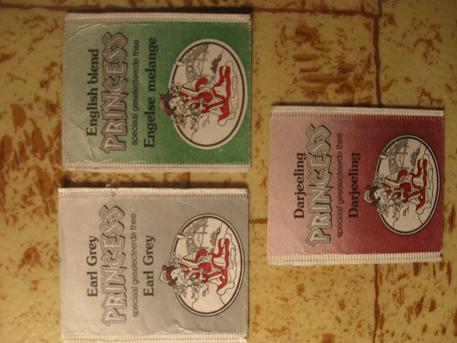 English blend
PRINCESS
speciaal geselecteerde thee
Engelse melange
Earl Grey
PRINCESS
speciaal geselecteerde thee
Earl Grey
Darjeeling
PRINCESS
speciaal geselecteerde thee
Darjeeling